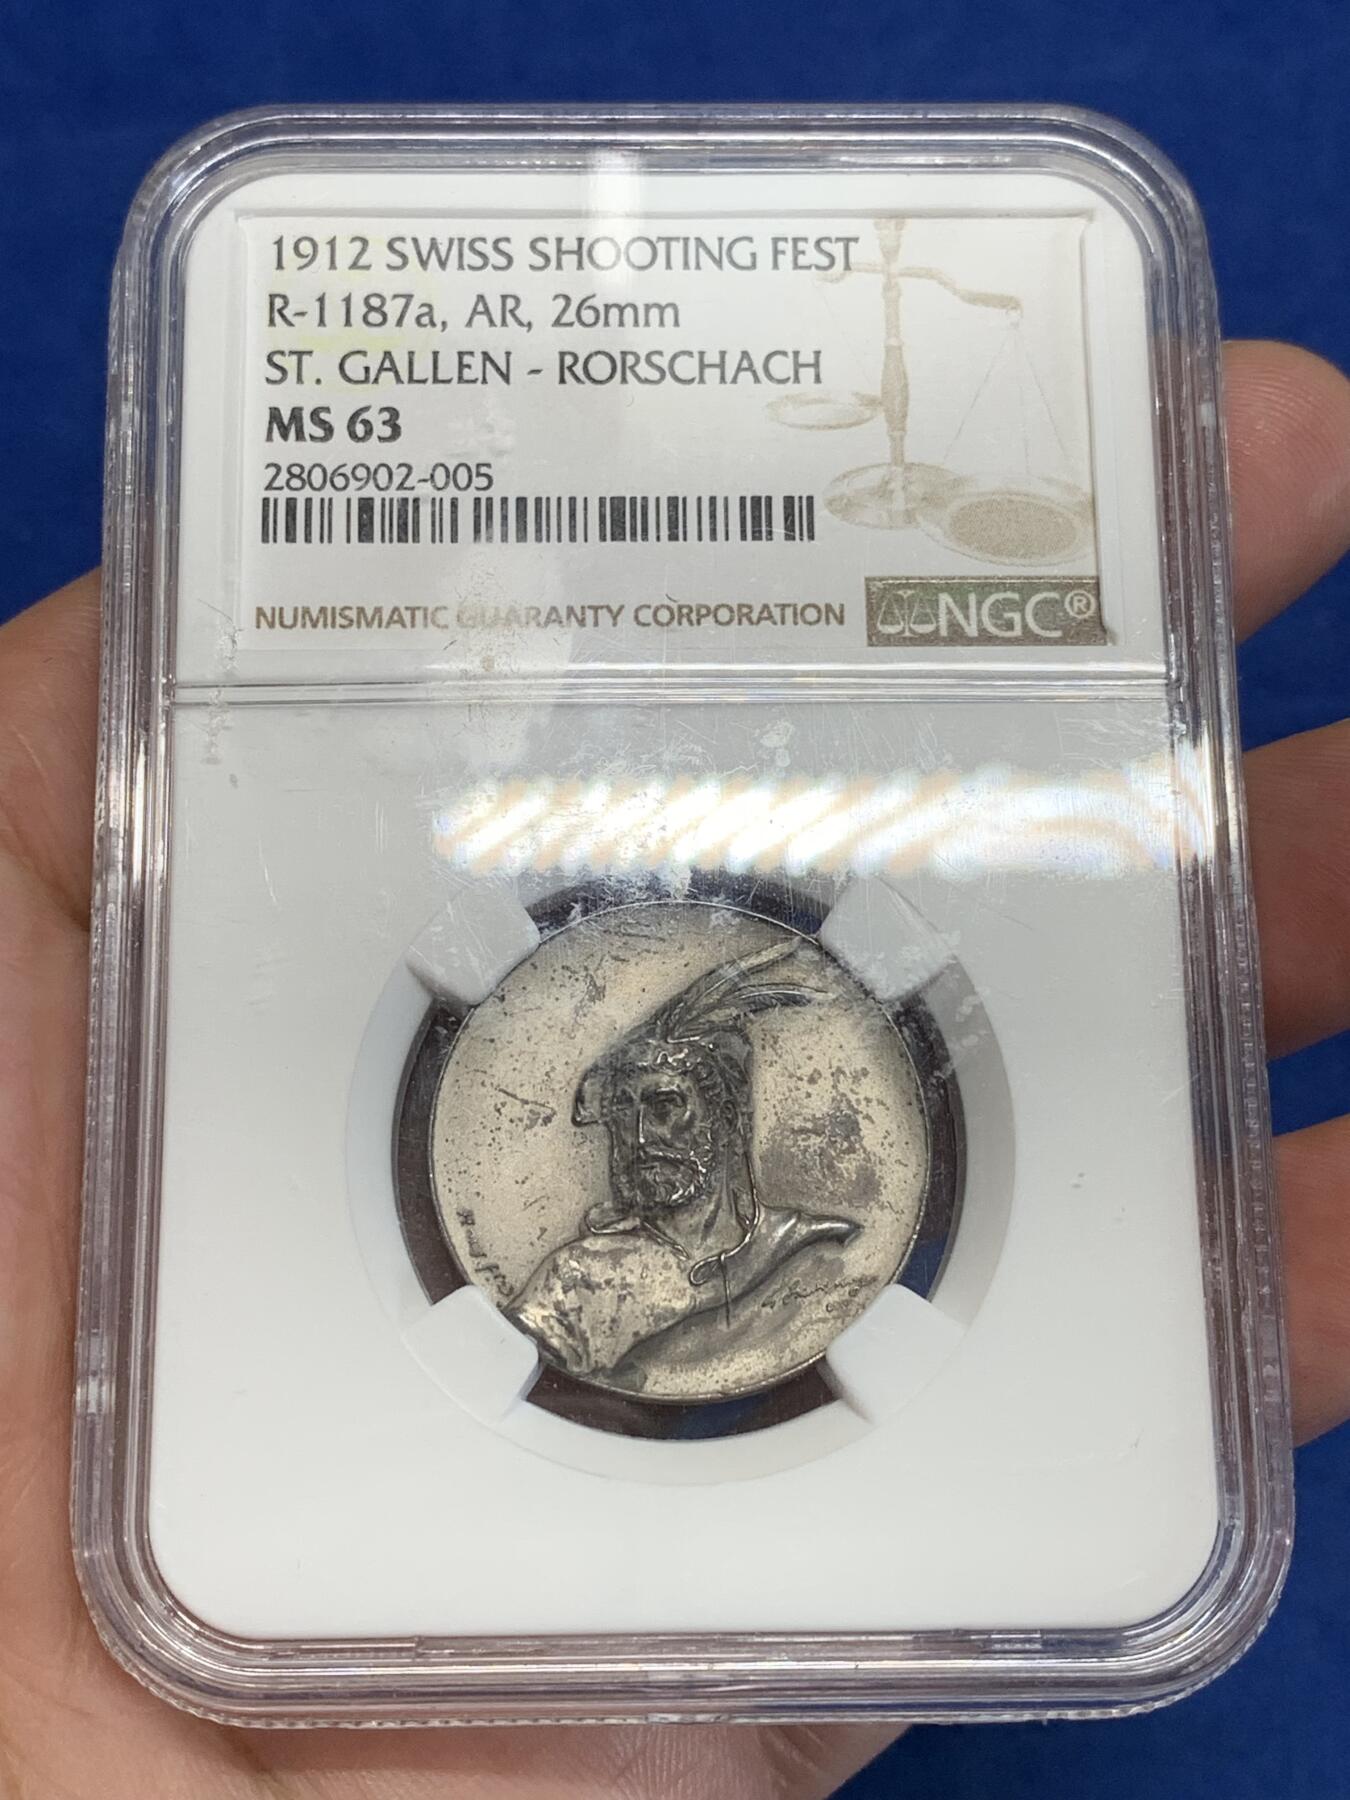 1912 SWISS SHOOTING FEST
R-1187a, AR, 26mm
ST. GALLEN - RORSCHACH
MS 63
2806902-005
NUMISMATIC GUARANTY CORPORATION
NGC®